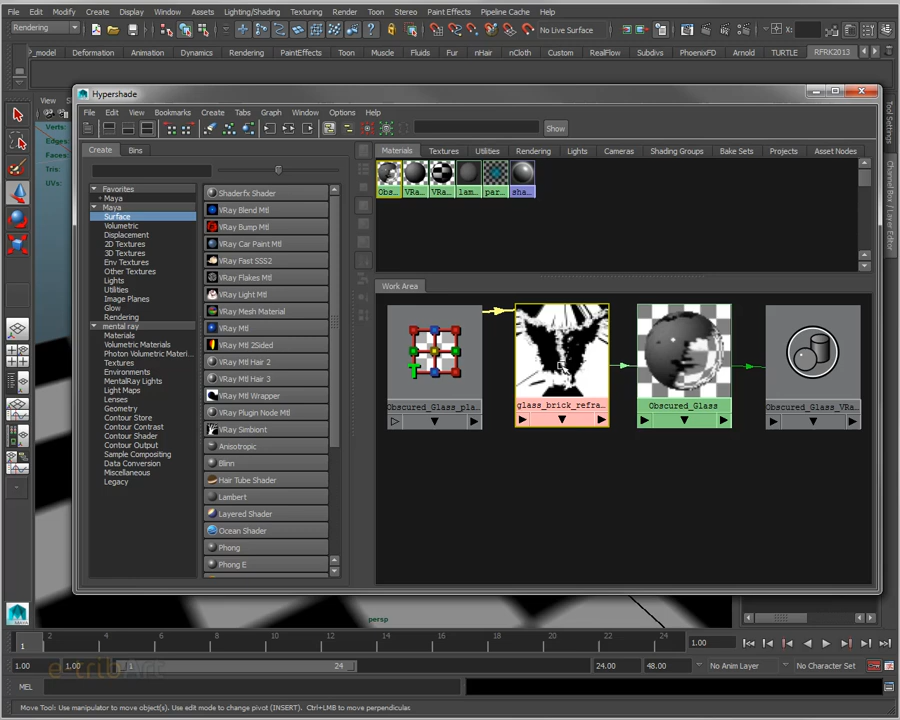 File Edit Modify Create Display Window Assets Lighting/Shading Texturing Render Toon Stereo Paint Effects Pipeline Cache Help
Rendering No Live Surface
P_model Deformation Animation Dynamics Rendering PaintEffects Toon Muscle Fluids Fur nHair nCloth Custom RealFlow Subdivs PhoenixFD Arnold TURTLE RFRK2013
Hypershade
View
File Edit View Bookmarks Create Tabs Graph Window Options Help
Verts:
Edges:
Faces:
Tris:
UVs:
Show
Create Bins
Materials Textures Utilities Rendering Lights Cameras Shading Groups Bake Sets Projects Asset Nodes
Obs... VRa... VRa... lam... par... sha...
Favorites
+ Maya
Maya
Surface
Volumetric
Displacement
2D Textures
3D Textures
Env Textures
Other Textures
Lights
Utilities
Image Planes
Glow
Rendering
mental ray
Materials
Volumetric Materials
Photon Volumetric Materi...
Textures
Environments
MentalRay Lights
Light Maps
Lenses
Geometry
Contour Store
Contour Contrast
Contour Shader
Contour Output
Sample Compositing
Data Conversion
Miscellaneous
Legacy
Shaderfx Shader
VRay Blend Mtl
VRay Bump Mtl
VRay Car Paint Mtl
VRay Fast SSS2
VRay Flakes Mtl
VRay Light Mtl
VRay Mesh Material
VRay Mtl
VRay Mtl 2Sided
VRay Mtl Hair 2
VRay Mtl Hair 3
VRay Mtl Wrapper
VRay Plugin Node Mtl
VRay Simbiont
Anisotropic
Blinn
Hair Tube Shader
Lambert
Layered Shader
Ocean Shader
Phong
Phong E
Work Area
T
Obscured_Glass_pla... glass_brick_refra... Obscured_Glass Obscured_Glass_VRa...
Tool Settings
Channel Box / Layer Editor
persp
2 4 6 8 10 12 14 16 18 20 22 24
1 1.00
1.00 1.00 1 24 24.00 48.00 No Anim Layer No Character Set
e-tribArt
MEL
Move Tool: Use manipulator to move object(s). Use edit mode to change pivot (INSERT). Ctrl+LMB to move perpendicular.
MAYA